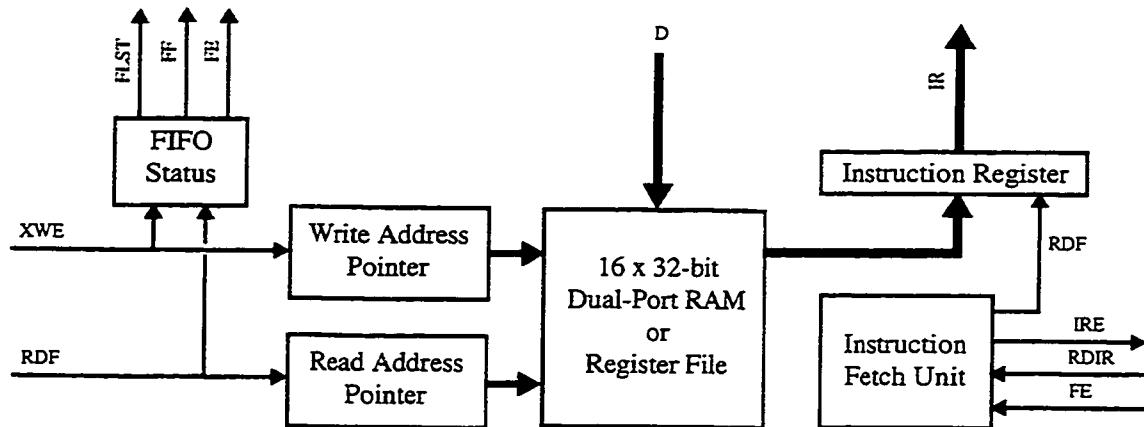 FLST
FF
FE
D
IR
FIFO
Status
Instruction Register
XWE
Write Address
Pointer
16 x 32-bit
Dual-Port RAM
or
Register File
RDF
Instruction
Fetch Unit
IRE
RDIR
FE
RDF
Read Address
Pointer